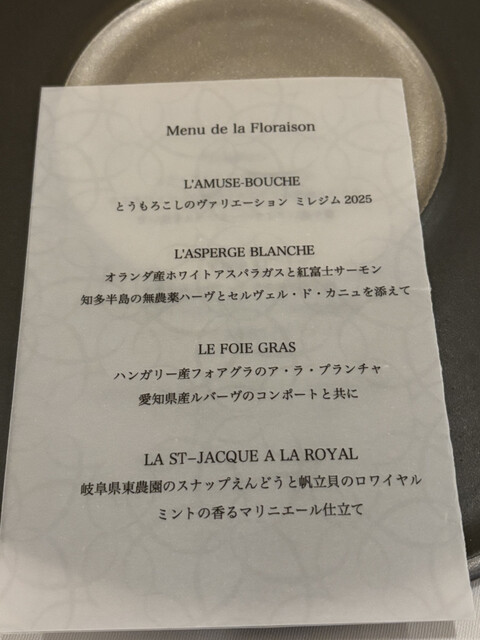 Menu de la Floraison
L'AMUSE-BOUCHE
とうもろこしのヴァリエーション ミレジム 2025
L'ASPERGE BLANCHE
オランダ産ホワイトアスパラガスと紅富士サーモン
知多半島の無農薬ハーヴとセルヴェル・ド・カニュを添えて
LE FOIE GRAS
ハンガリー産フォアグラのア・ラ・プランチャ
愛知県産ルバーヴのコンポートと共に
LA ST-JACQUE A LA ROYAL
岐阜県東農園のスナップえんどうと帆立貝のロワイヤル
ミントの香るマリニエール仕立て